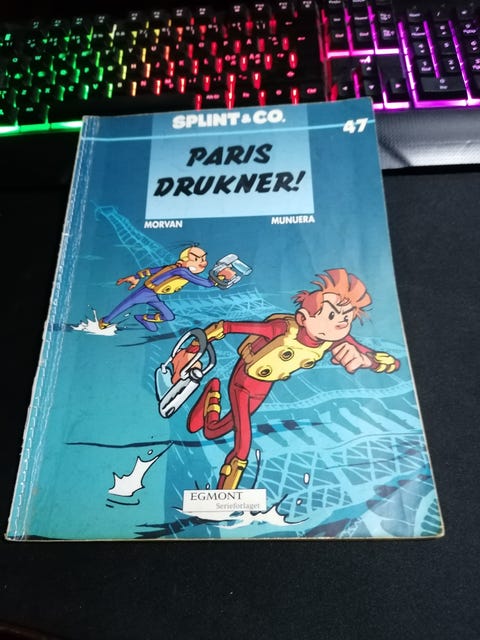 SPLINT & CO.
47
PARIS
DRUKNER!
MORVAN
MUNUERA
EGMONT
Serieforlaget